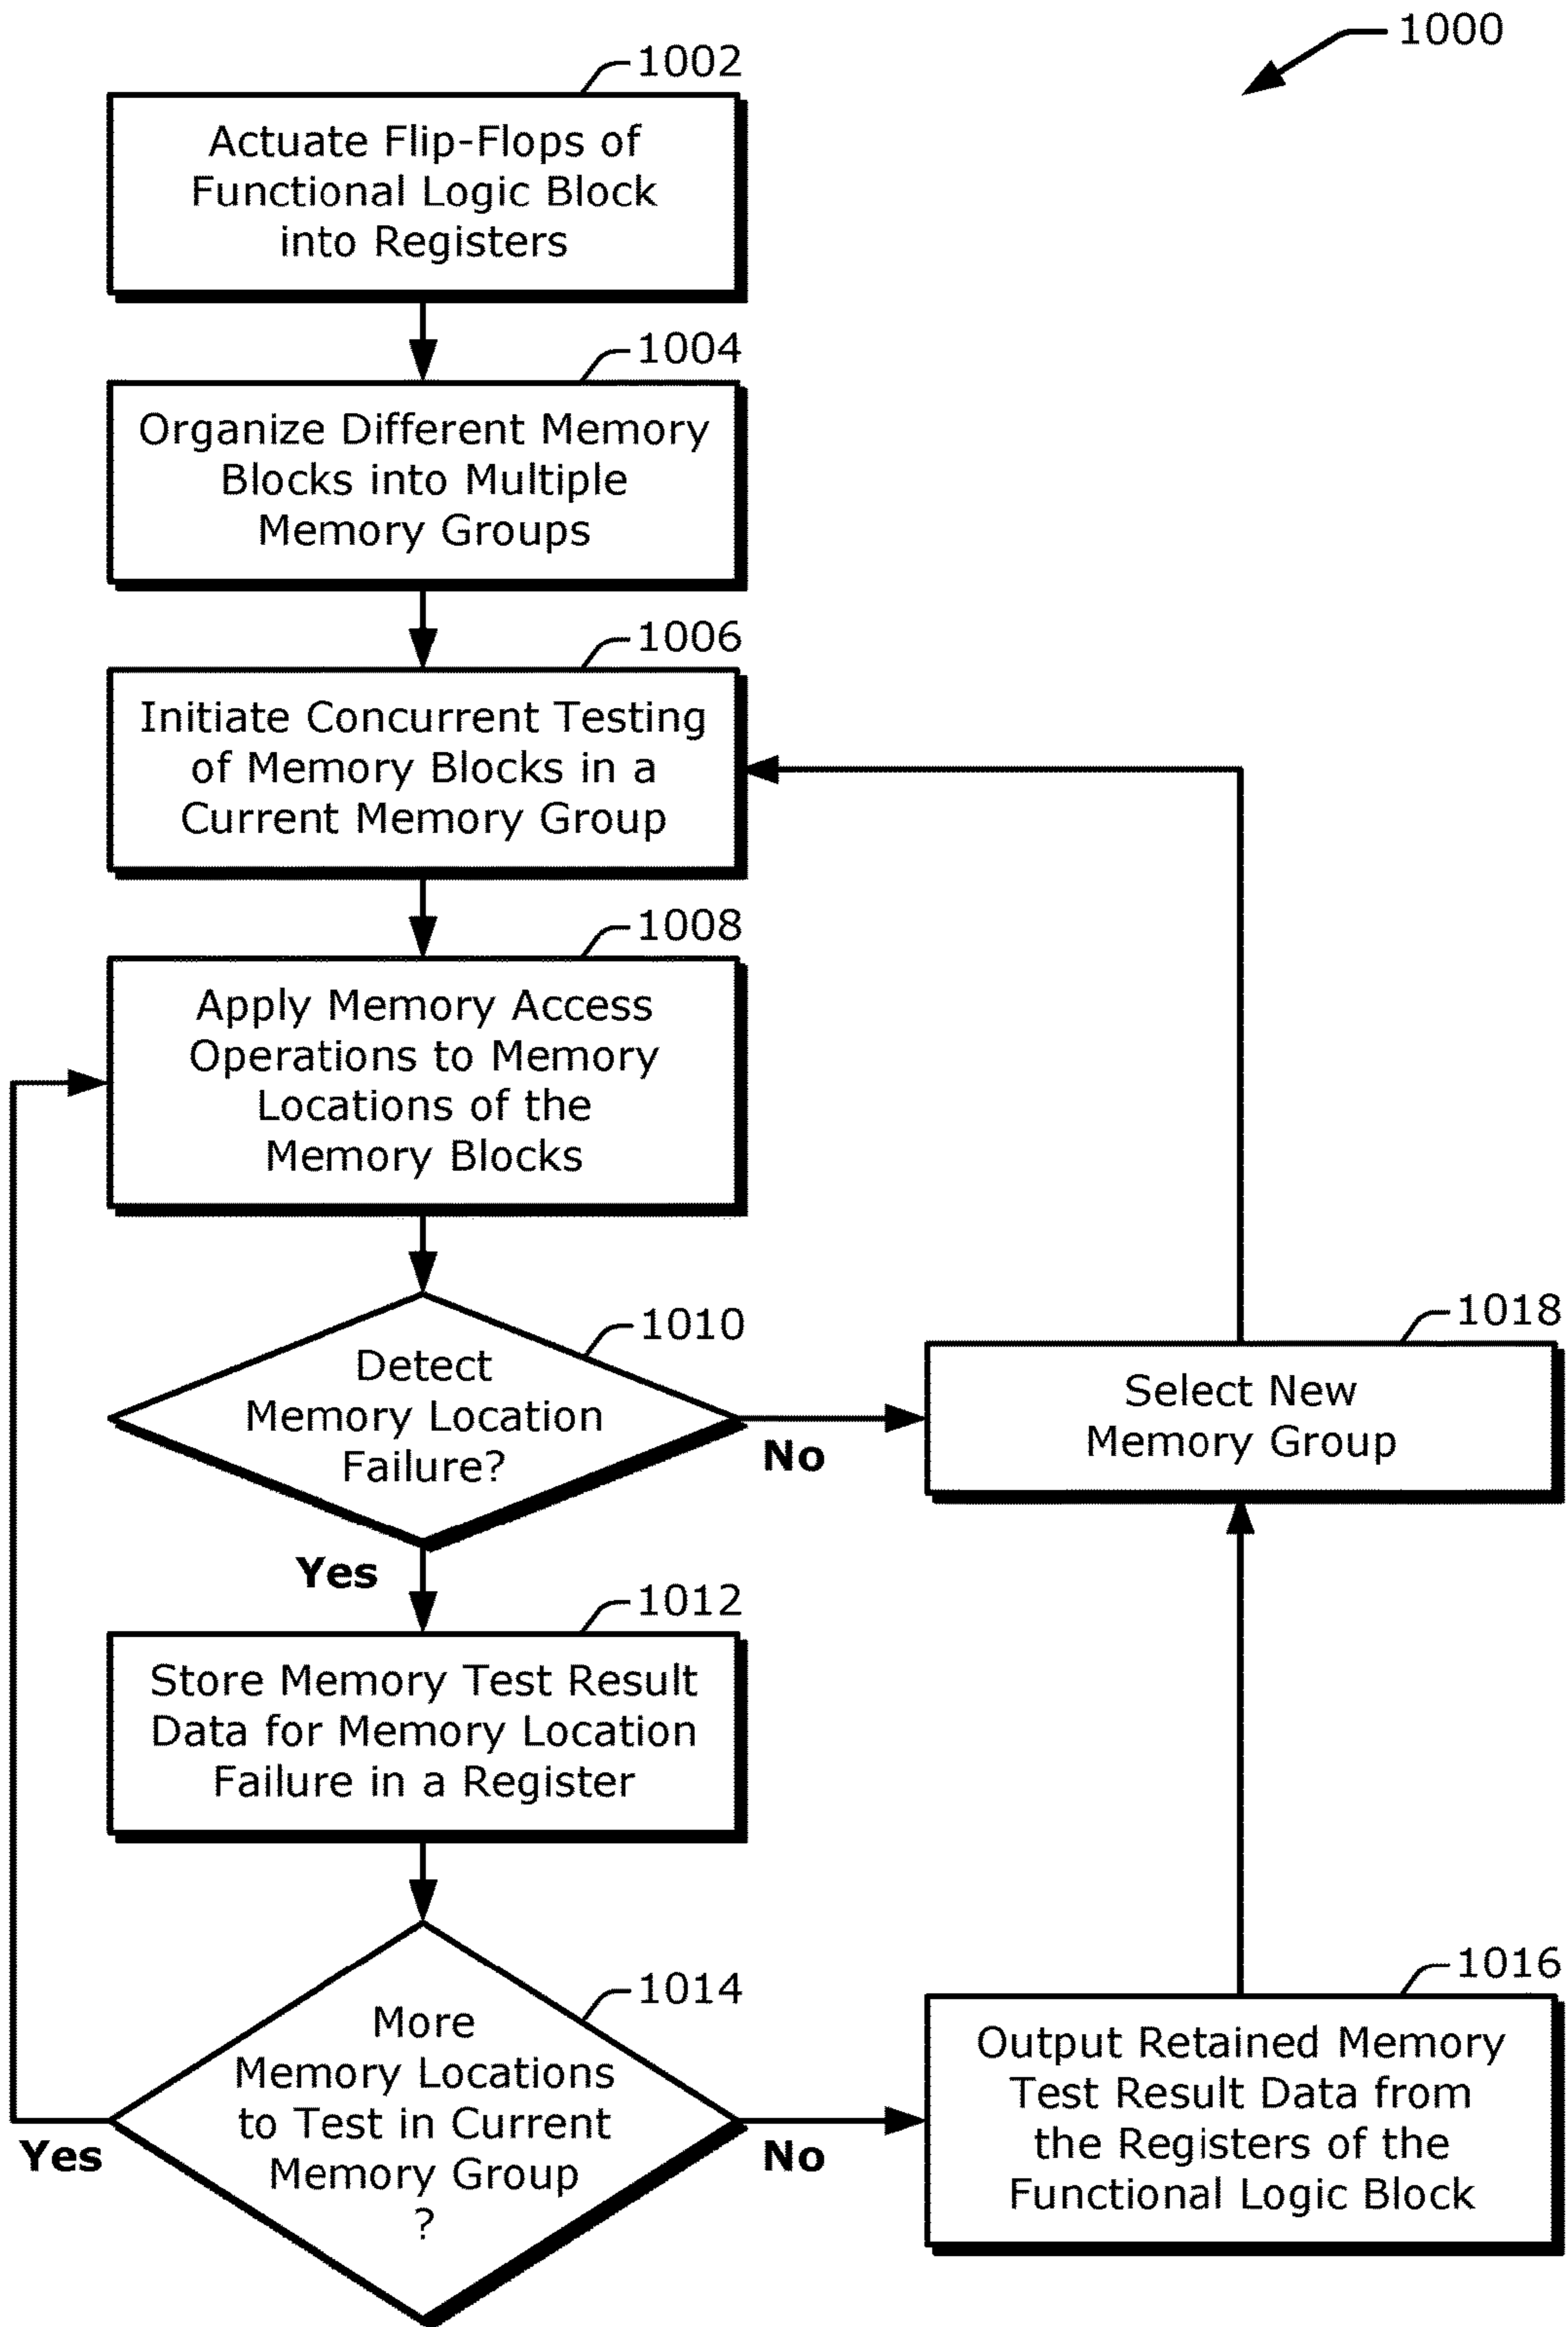 1000
1002
Actuate Flip-Flops of
Functional Logic Block
into Registers
1004
Organize Different Memory
Blocks into Multiple
Memory Groups
1006
Initiate Concurrent Testing
of Memory Blocks in a
Current Memory Group
1008
Apply Memory Access
Operations to Memory
Locations of the
Memory Blocks
1010
Detect
Memory Location
Failure?
No
Yes
1018
Select New
Memory Group
1012
Store Memory Test Result
Data for Memory Location
Failure in a Register
1014
More
Memory Locations
to Test in Current
Memory Group
?
Yes
No
1016
Output Retained Memory
Test Result Data from
the Registers of the
Functional Logic Block